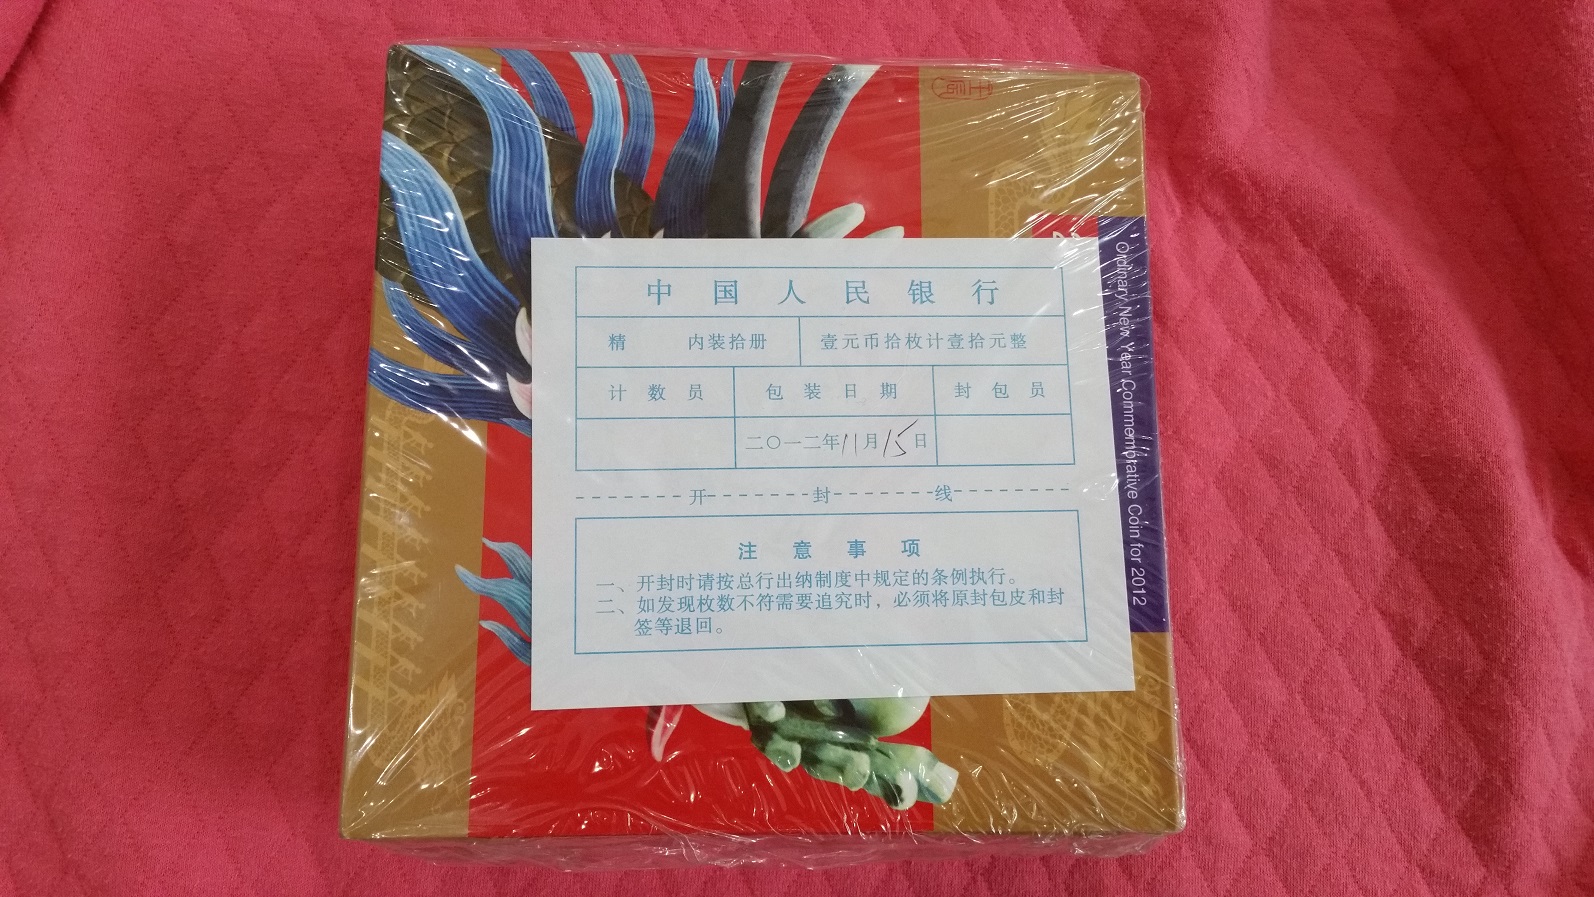 中国人民银行
精 内装拾册 壹元币拾枚计壹拾元整
计数员 包装日期 封包员
二〇一二年11月15日
开封线
注意事项
一、开封时请按总行出纳制度中规定的条例执行。
二、如发现枚数不符需要追究时，必须将原封包皮和封
签等退回。
Ordinary New Year Commemorative Coin for 2012